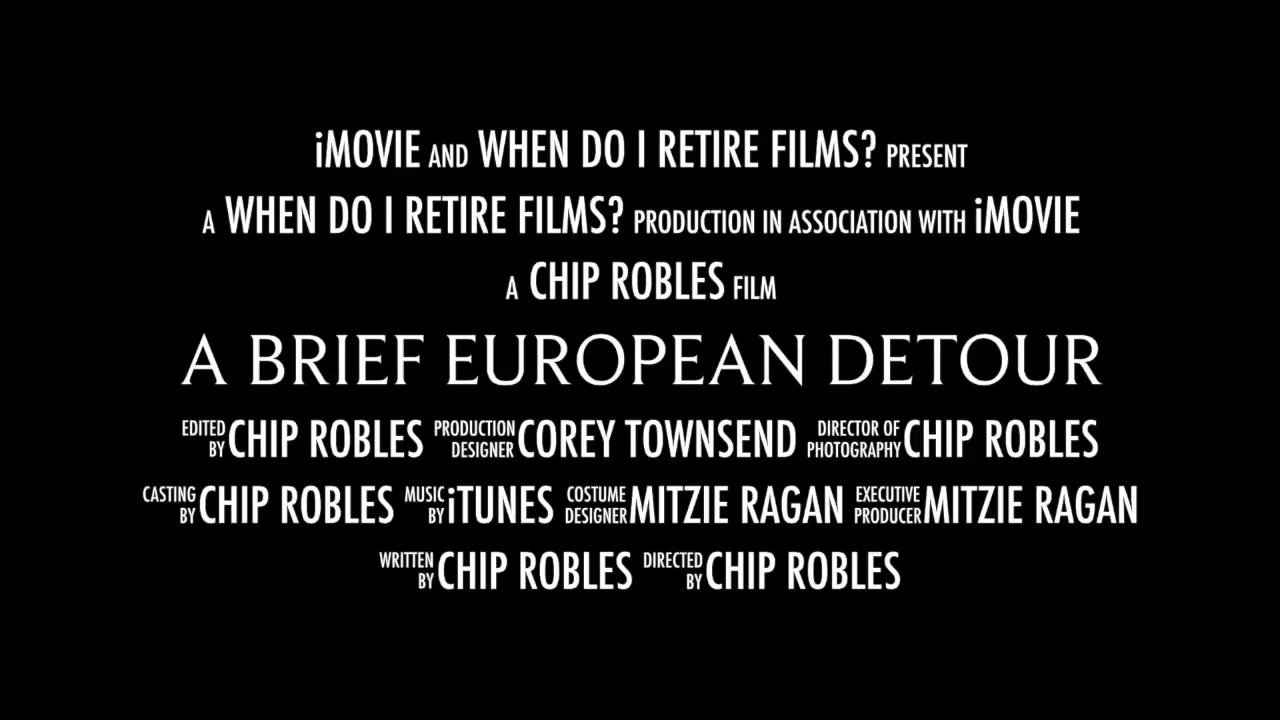 iMOVIE AND WHEN DO I RETIRE FILMS? PRESENT
A WHEN DO I RETIRE FILMS? PRODUCTION IN ASSOCIATION WITH iMOVIE
A CHIP ROBLES FILM
A BRIEF EUROPEAN DETOUR
EDITED BY CHIP ROBLES PRODUCTION DESIGNER COREY TOWNSEND DIRECTOR OF PHOTOGRAPHY CHIP ROBLES
CASTING BY CHIP ROBLES MUSIC BY iTUNES COSTUME DESIGNER MITZIE RAGAN EXECUTIVE PRODUCER MITZIE RAGAN
WRITTEN BY CHIP ROBLES DIRECTED BY CHIP ROBLES